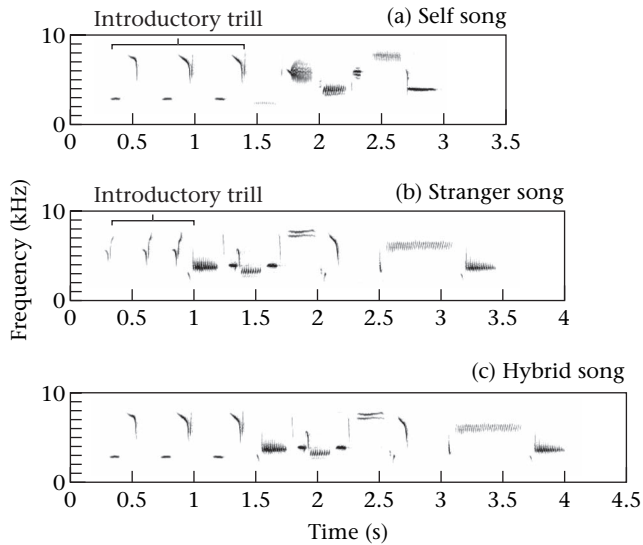 Introductory trill (a) Self song
10
0
0 0.5 1 1.5 2 2.5 3 3.5
Introductory trill (b) Stranger song
10
0
0 0.5 1 1.5 2 2.5 3 3.5 4
Frequency (kHz)
(c) Hybrid song
10
0
0 0.5 1 1.5 2 2.5 3 3.5 4 4.5
Time (s)